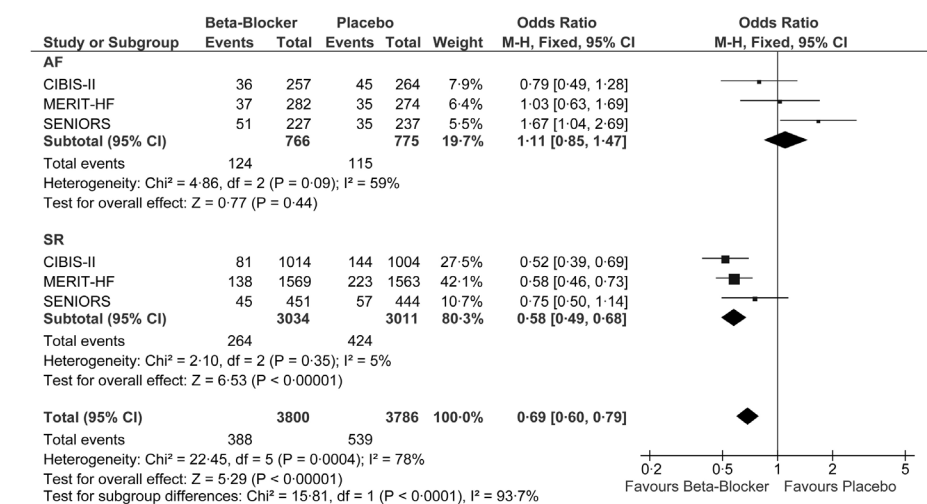 Beta-Blocker Placebo Odds Ratio Odds Ratio
Study or Subgroup Events Total Events Total Weight M-H, Fixed, 95% CI M-H, Fixed, 95% CI
AF
CIBIS-II 36 257 45 264 7·9% 0·79 [0·49, 1·28]
MERIT-HF 37 282 35 274 6·4% 1·03 [0·63, 1·69]
SENIORS 51 227 35 237 5·5% 1·67 [1·04, 2·69]
Subtotal (95% CI) 766 775 19·7% 1·11 [0·85, 1·47]
Total events 124 115
Heterogeneity: Chi² = 4·86, df = 2 (P = 0·09); I² = 59%
Test for overall effect: Z = 0·77 (P = 0·44)
SR
CIBIS-II 81 1014 144 1004 27·5% 0·52 [0·39, 0·69]
MERIT-HF 138 1569 223 1563 42·1% 0·58 [0·46, 0·73]
SENIORS 45 451 57 444 10·7% 0·75 [0·50, 1·14]
Subtotal (95% CI) 3034 3011 80·3% 0·58 [0·49, 0·68]
Total events 264 424
Heterogeneity: Chi² = 2·10, df = 2 (P = 0·35); I² = 5%
Test for overall effect: Z = 6·53 (P < 0·00001)
Total (95% CI) 3800 3786 100·0% 0·69 [0·60, 0·79]
Total events 388 539
Heterogeneity: Chi² = 22·45, df = 5 (P = 0·0004); I² = 78%
Test for overall effect: Z = 5·29 (P < 0·00001)
Test for subgroup differences: Chi² = 15·81, df = 1 (P < 0·0001), I² = 93·7%
0·2 0·5 1 2 5
Favours Beta-Blocker Favours Placebo